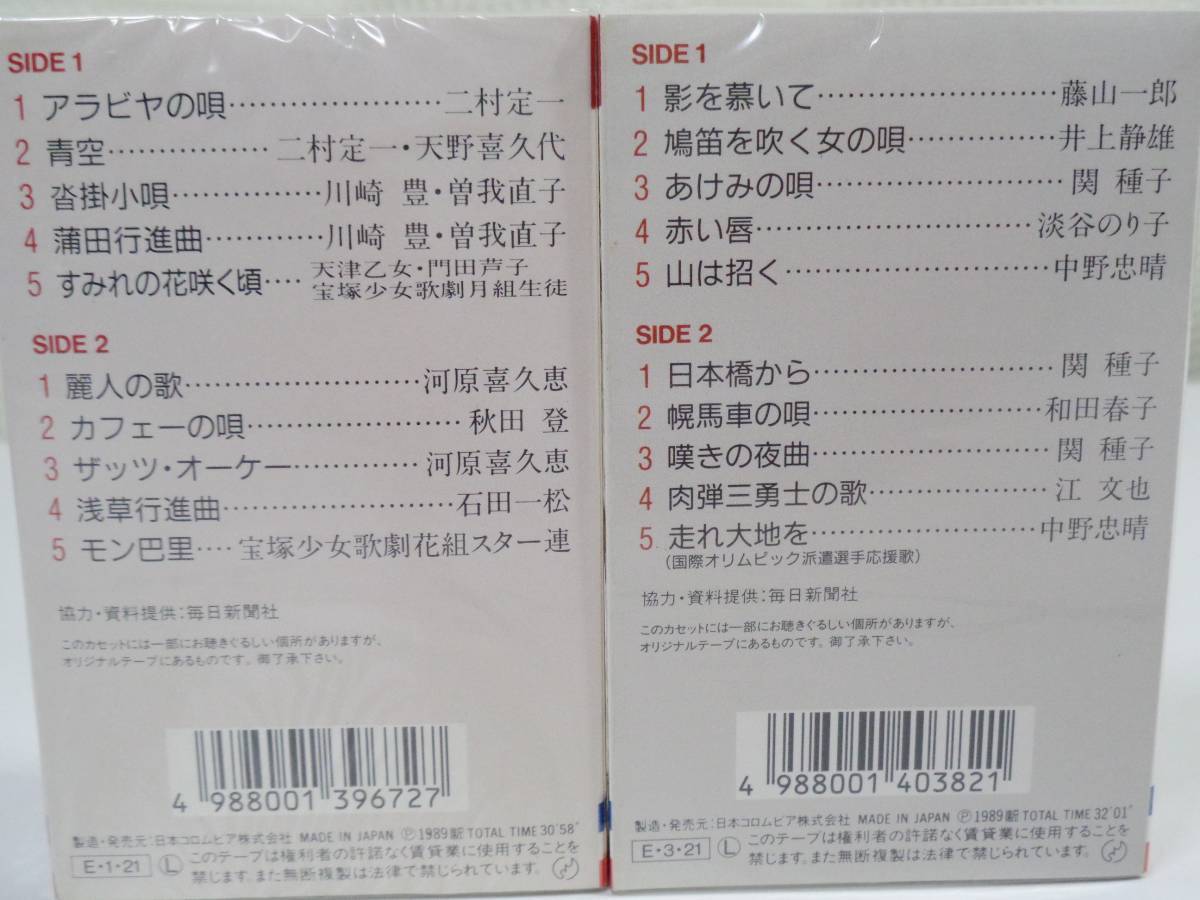 SIDE 1
1 アラビヤの唄……………………二村定一
2 青空………………二村定一・天野喜久代
3 沓掛小唄………………川崎 豊・曽我直子
4 蒲田行進曲……………川崎 豊・曽我直子
5 すみれの花咲く頃‥‥天津乙女・門田芦子
宝塚少女歌劇月組生徒
SIDE 2
1 麗人の歌………………………河原喜久恵
2 カフェーの唄……………………秋田 登
3 ザッツ・オーケー……………河原喜久恵
4 浅草行進曲………………………石田一松
5 モン巴里‥‥宝塚少女歌劇花組スター連
協力・資料提供:毎日新聞社
このカセットには一部にお聴きぐるしい個所がありますが、
オリジナルテープにあるものです。御了承下さい。
4 988001 396727
製造・発売元:日本コロムビア株式会社 MADE IN JAPAN Ⓟ1989新 TOTAL TIME 30′58″
E・1・21 Ⓛ このテープは権利者の許諾なく賃貸業に使用することを
禁じます。また無断複製は法律で禁じられています。
SIDE 1
1 影を慕いて………………………藤山一郎
2 鳩笛を吹く女の唄……………井上静雄
3 あけみの唄………………………関 種子
4 赤い唇…………………………淡谷のり子
5 山は招く…………………………中野忠晴
SIDE 2
1 日本橋から………………………関 種子
2 幌馬車の唄………………………和田春子
3 嘆きの夜曲………………………関 種子
4 肉弾三勇士の歌…………………江 文也
5 走れ大地を………………………中野忠晴
(国際オリムピック派遣選手応援歌)
協力・資料提供:毎日新聞社
このカセットには一部にお聴きぐるしい個所がありますが、
オリジナルテープにあるものです。御了承下さい。
4 988001 403821
製造・発売元:日本コロムビア株式会社 MADE IN JAPAN Ⓟ1989新 TOTAL TIME 32′01″
E・3・21 Ⓛ このテープは権利者の許諾なく賃貸業に使用することを
禁じます。また無断複製は法律で禁じられています。